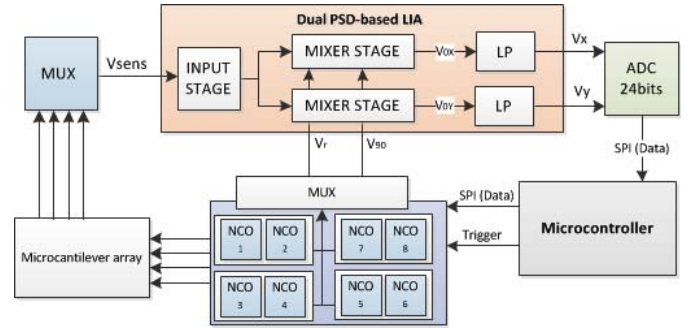 Dual PSD-based LIA
MUX
Vsens
INPUT
STAGE
MIXER STAGE
V0X
LP
Vx
MIXER STAGE
V0Y
LP
Vy
ADC
24bits
Vr
V90
SPI (Data)
MUX
SPI (Data)
Trigger
Microcontroller
Microcantilever array
NCO
1
NCO
2
NCO
7
NCO
8
NCO
3
NCO
4
NCO
5
NCO
6